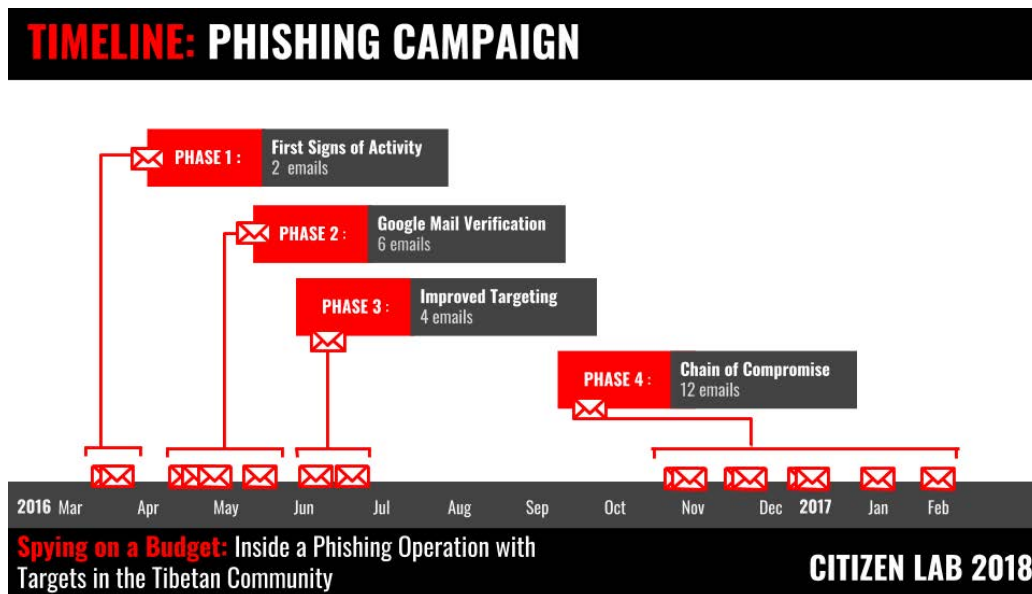 TIMELINE: PHISHING CAMPAIGN
PHASE 1 :
First Signs of Activity
2 emails
PHASE 2 :
Google Mail Verification
6 emails
PHASE 3 :
Improved Targeting
4 emails
PHASE 4 :
Chain of Compromise
12 emails
2016 Mar Apr May Jun Jul Aug Sep Oct Nov Dec 2017 Jan Feb
Spying on a Budget: Inside a Phishing Operation with
Targets in the Tibetan Community
CITIZEN LAB 2018